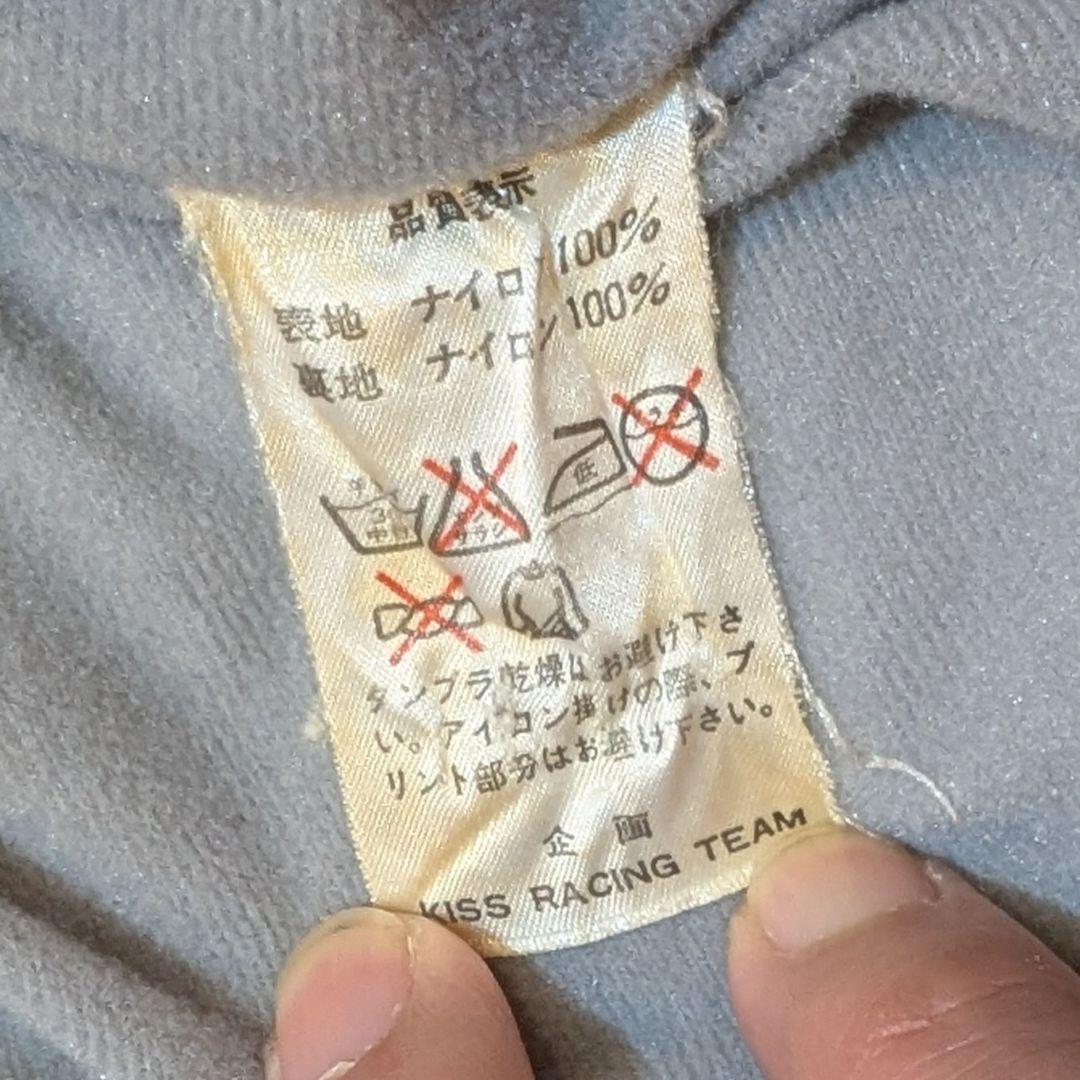 品質表示
表地 ナイロン100%
裏地 ナイロン100%
低
タンブラ乾燥はお避け下さ
い。アイロン掛けの際、プ
リント部分はお避け下さい。
企画
KISS RACING TEAM